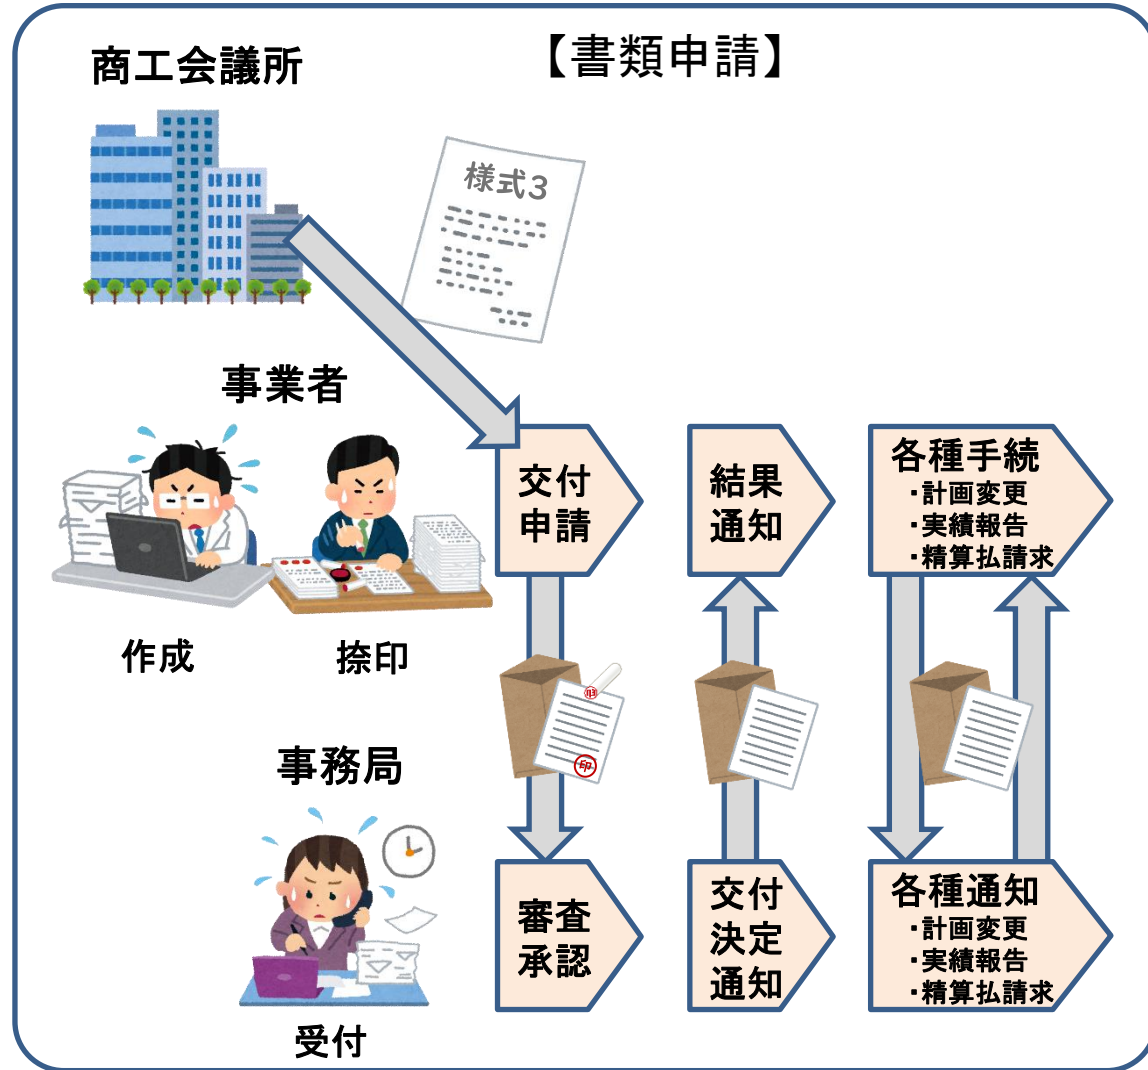 商工会議所
【書類申請】
様式3
事業者
作成
捺印
交付
申請
結果
通知
各種手続
・計画変更
・実績報告
・精算払請求
印
印
事務局
受付
審査
承認
交付
決定
通知
各種通知
・計画変更
・実績報告
・精算払請求